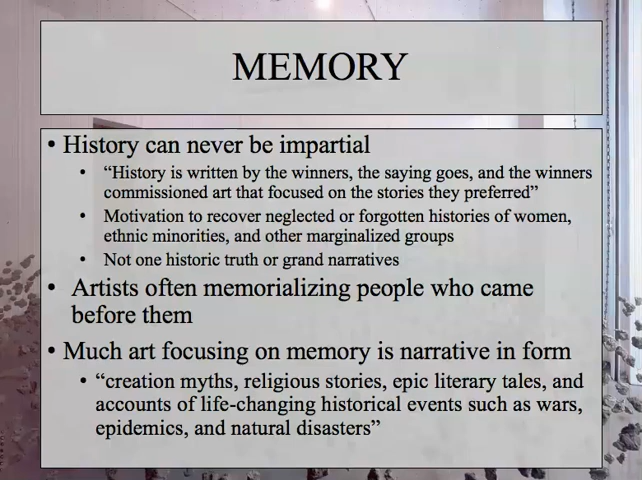 MEMORY
• History can never be impartial
• “History is written by the winners, the saying goes, and the winners
commissioned art that focused on the stories they preferred”
• Motivation to recover neglected or forgotten histories of women,
ethnic minorities, and other marginalized groups
• Not one historic truth or grand narratives
• Artists often memorializing people who came
before them
• Much art focusing on memory is narrative in form
• “creation myths, religious stories, epic literary tales, and
accounts of life-changing historical events such as wars,
epidemics, and natural disasters”